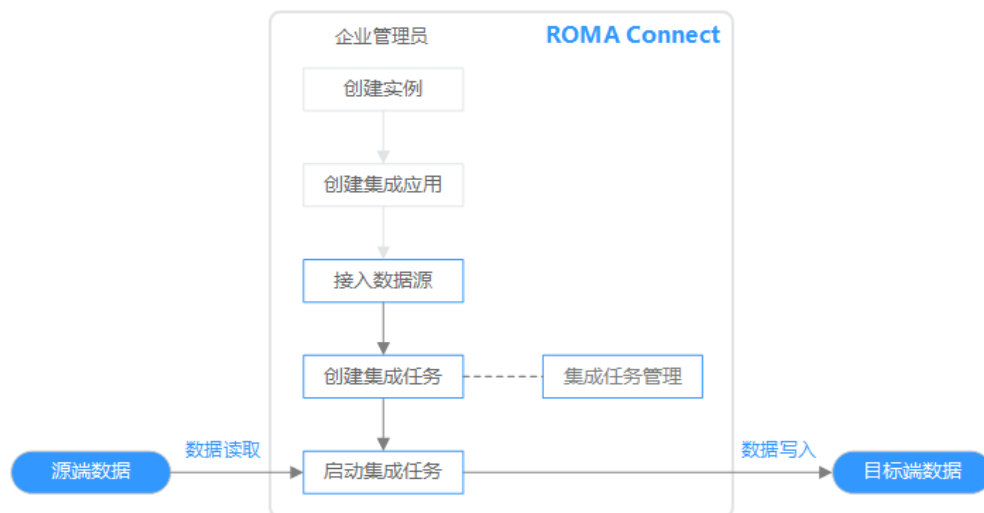 企业管理员
ROMA Connect
创建实例
创建集成应用
接入数据源
创建集成任务
集成任务管理
数据读取
数据写入
源端数据
启动集成任务
目标端数据